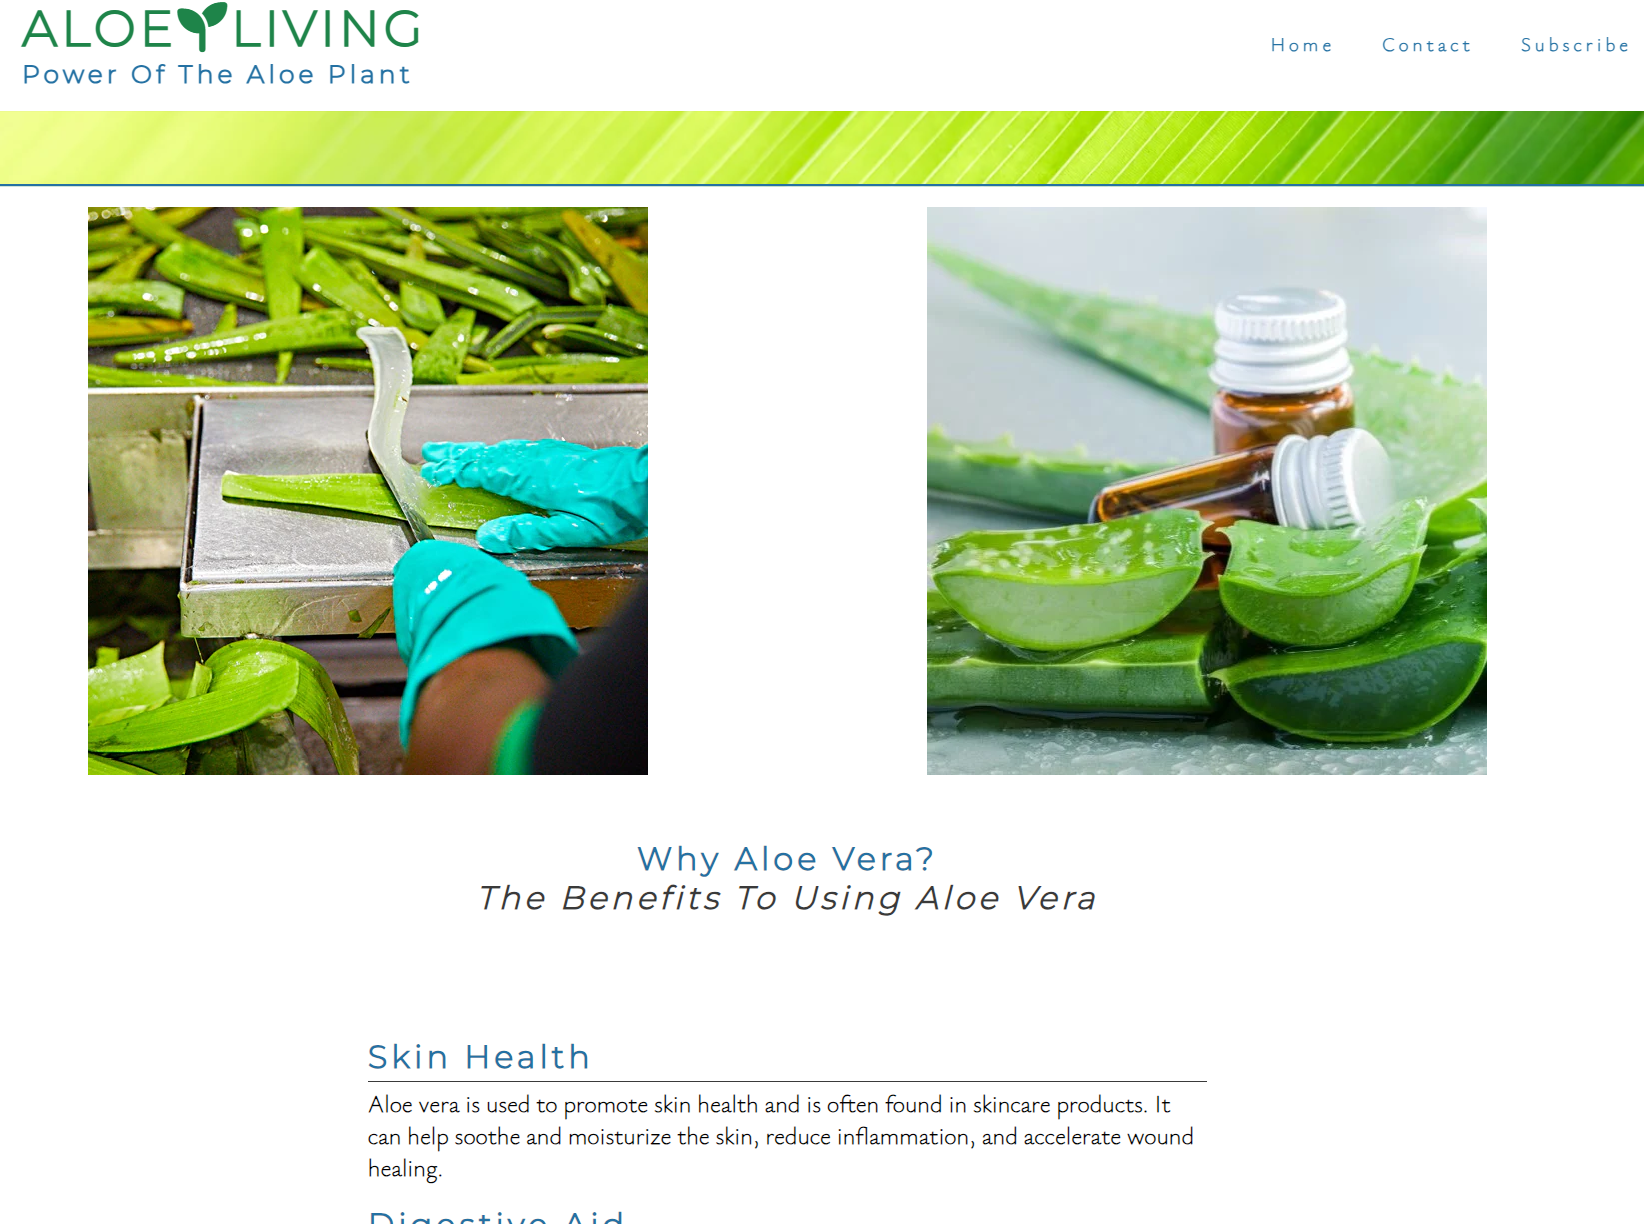 ALOE LIVING
Power Of The Aloe Plant
Home Contact Subscribe
Why Aloe Vera?
The Benefits To Using Aloe Vera
Skin Health
Aloe vera is used to promote skin health and is often found in skincare products. It
can help soothe and moisturize the skin, reduce inflammation, and accelerate wound
healing.
Digestive Aid